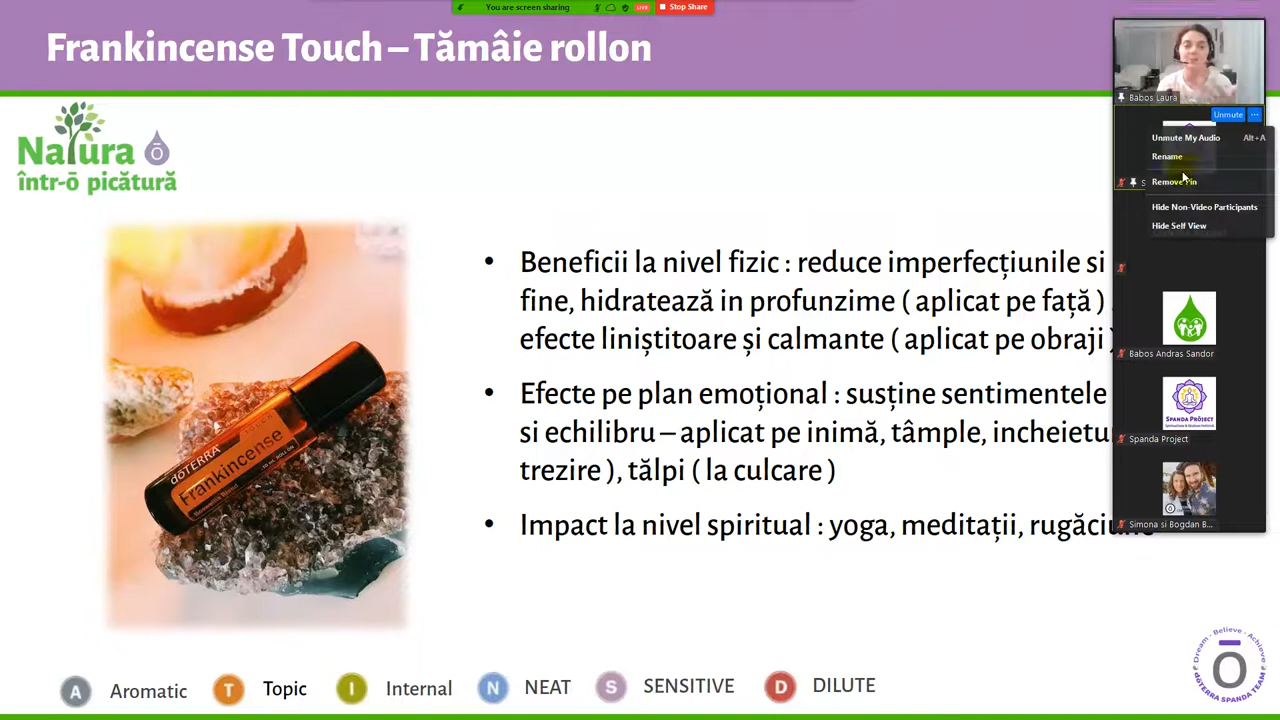 You are screen sharing
LIVE
Stop Share
Frankincense Touch – Tămâie rollon
Natura
într-ō picătură
Beneficii la nivel fizic : reduce imperfecțiunile si
fine, hidratează in profunzime ( aplicat pe față )
efecte liniștitoare și calmante ( aplicat pe obraji )
Efecte pe plan emoțional : susține sentimentele
si echilibru – aplicat pe inimă, tâmple,
trezire ), tălpi ( la culcare )
Impact la nivel spiritual : yoga, meditații, rugăciune
dōTERRA
Frankincense
Babos Laura
Unmute
...
Unmute My Audio Alt+A
Rename
Remove Pin
Hide Non-Video Participants
Hide Self View
Babos Andras Sandor
SPANDA PRŌJECT
Spanda Project
Simona si Bogdan B...
A Aromatic T Topic I Internal N NEAT S SENSITIVE D DILUTE
Dream - Believe - Achieve
ō
dōTERRA SPANDA TEAM